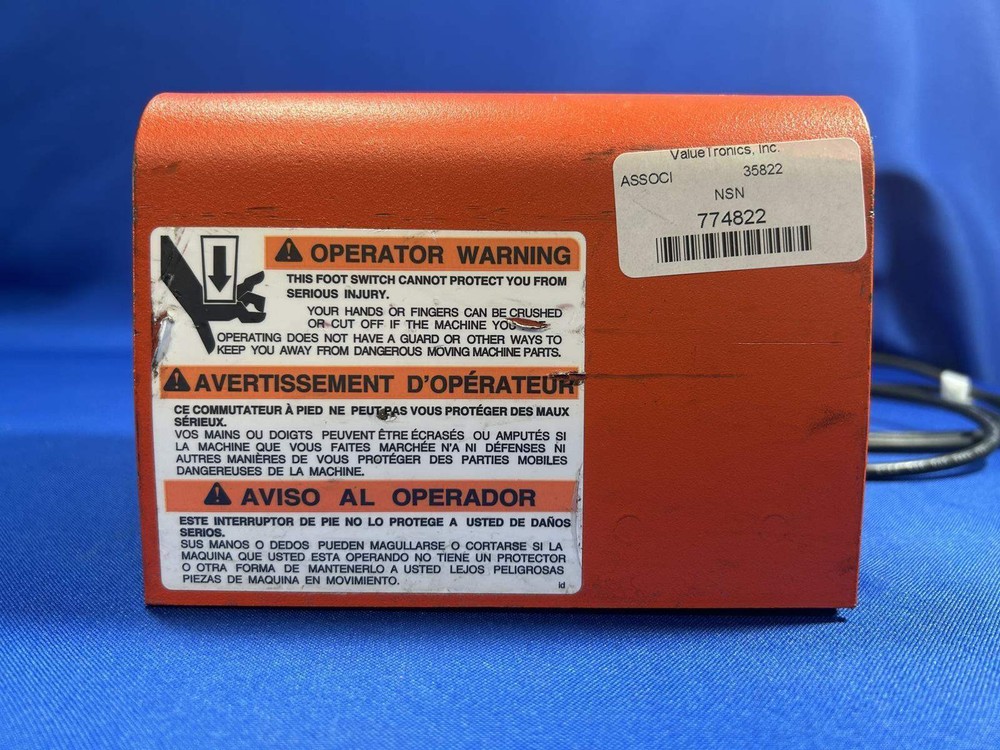 ValueTronics, Inc.
ASSOCI 35822
NSN
774822
OPERATOR WARNING
THIS FOOT SWITCH CANNOT PROTECT YOU FROM
SERIOUS INJURY.
YOUR HANDS OR FINGERS CAN BE CRUSHED
OR CUT OFF IF THE MACHINE
OPERATING DOES NOT HAVE A GUARD OR OTHER WAYS TO
KEEP YOU AWAY FROM DANGEROUS MOVING MACHINE PARTS.
AVERTISSEMENT D'OPÉRATEUR
CE COMMUTATEUR À PIED NE PEUT PAS VOUS PROTÉGER DES MAUX
SÉRIEUX.
VOS MAINS OU DOIGTS PEUVENT ÊTRE ÉCRASÉS OU AMPUTÉS SI
LA MACHINE QUE VOUS FAITES MARCHÉE N'A NI DÉFENSES NI
AUTRES MANIÈRES DE VOUS PROTÉGER DES PARTIES MOBILES
DANGEREUSES DE LA MACHINE.
AVISO AL OPERADOR
ESTE INTERRUPTOR DE PIE NO LO PROTEGE A USTED DE DAÑOS
SERIOS.
SUS MANOS O DEDOS PUEDEN MAGULLARSE O CORTARSE SI LA
MAQUINA QUE USTED ESTA OPERANDO NO TIENE UN PROTECTOR
O OTRA FORMA DE MANTENERLO A USTED LEJOS PELIGROSAS
PIEZAS DE MAQUINA EN MOVIMIENTO.
id